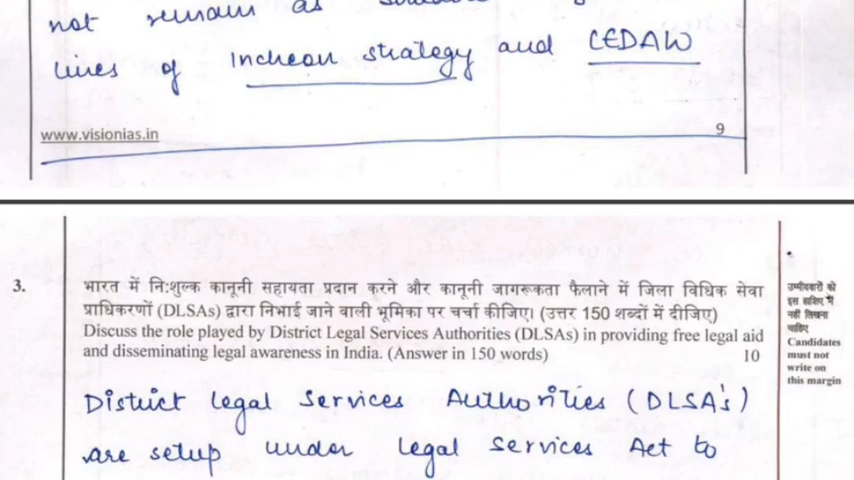 not remain as
lines of Incheon strategy and CEDAW
www.visionias.in
9
3.
भारत में नि:शुल्क कानूनी सहायता प्रदान करने और कानूनी जागरूकता फैलाने में जिला विधिक सेवा
प्राधिकरणों (DLSAs) द्वारा निभाई जाने वाली भूमिका पर चर्चा कीजिए। (उत्तर 150 शब्दों में दीजिए)
Discuss the role played by District Legal Services Authorities (DLSAs) in providing free legal aid
and disseminating legal awareness in India. (Answer in 150 words)
10
उम्मीदवारों को
इस हाशिए में
नहीं लिखना
चाहिए
Candidates
must not
write on
this margin
District Legal Services Authorities (DLSA's)
are setup under Legal Services Act to